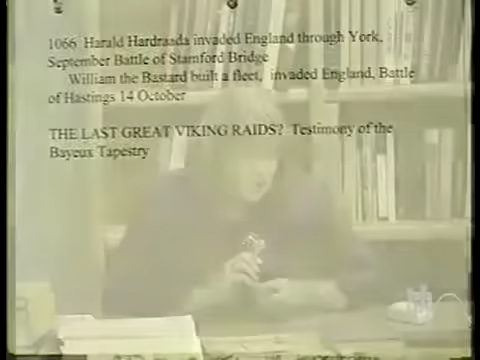 1066 Harald Hardraada invaded England through York,
September Battle of Stamford Bridge
William the Bastard built a fleet, invaded England, Battle
of Hastings 14 October
THE LAST GREAT VIKING RAIDS? Testimony of the
Bayeux Tapestry